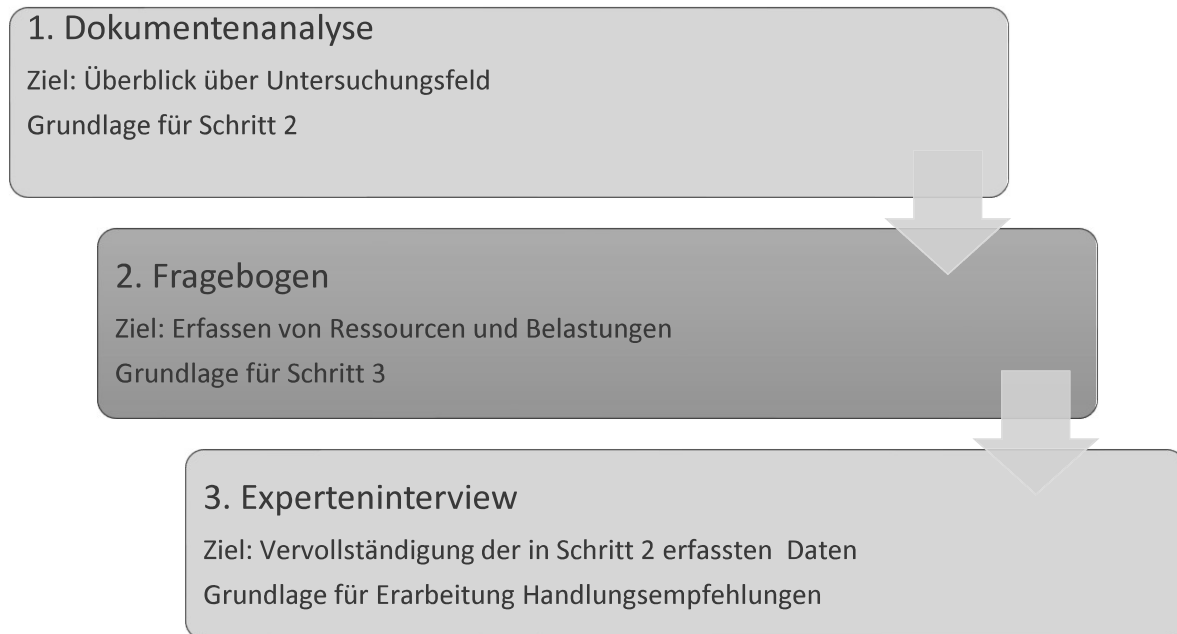 1. Dokumentenanalyse
Ziel: Überblick über Untersuchungsfeld
Grundlage für Schritt 2
2. Fragebogen
Ziel: Erfassen von Ressourcen und Belastungen
Grundlage für Schritt 3
3. Experteninterview
Ziel: Vervollständigung der in Schritt 2 erfassten  Daten
Grundlage für Erarbeitung Handlungsempfehlungen